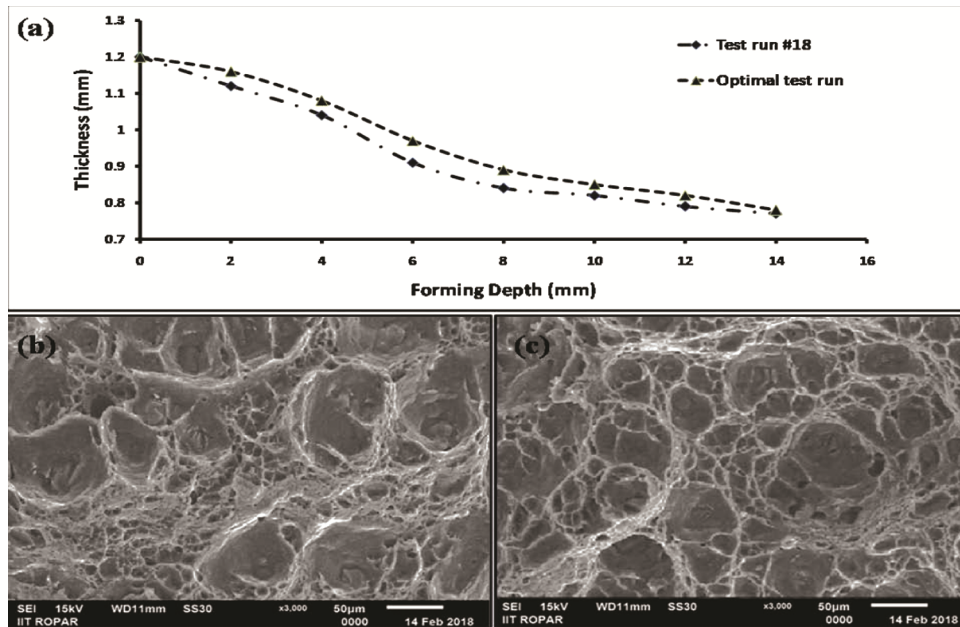 (a)
1.3
1.2
1.1
1
0.9
0.8
0.7
Thickness (mm)
Test run #18
Optimal test run
0 2 4 6 8 10 12 14 16
Forming Depth (mm)
(b)
SEI 15kV WD11mm SS30 x3,000 50µm
IIT ROPAR 0000 14 Feb 2018
(c)
SEI 15kV WD11mm SS30 x3,000 50µm
IIT ROPAR 0000 14 Feb 2018